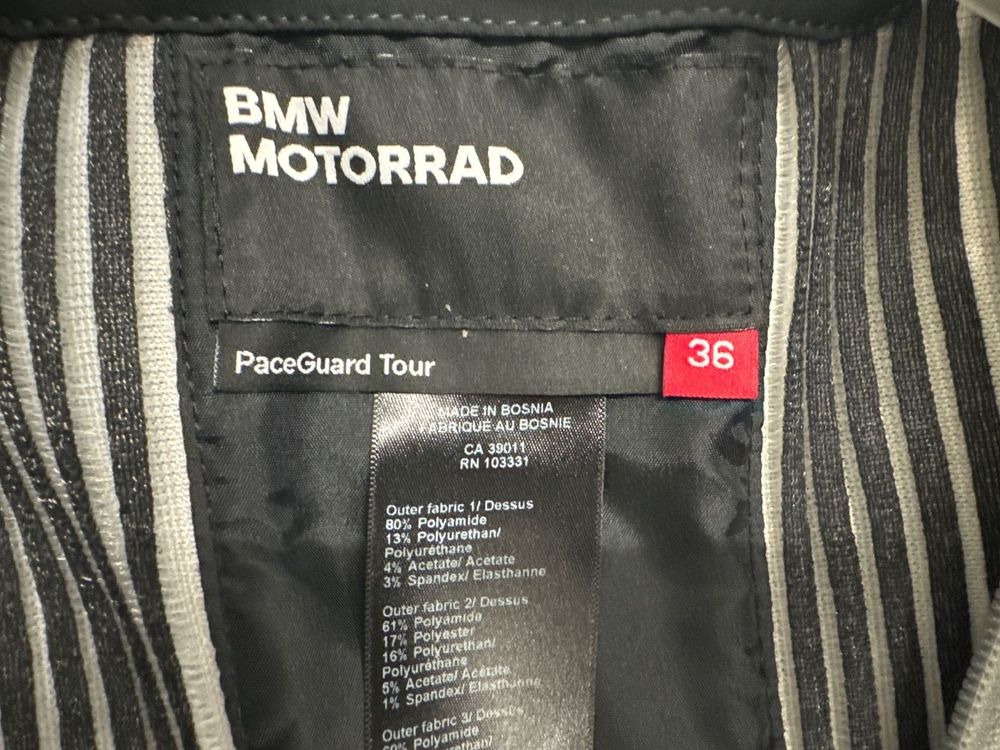 BMW
MOTORRAD
PaceGuard Tour
36
MADE IN BOSNIA
FABRIQUE AU BOSNIE
CA 39011
RN 103331
Outer fabric 1/ Dessus
80% Polyamide
13% Polyurethan/
Polyuréthane
4% Acetate/ Acétate
3% Spandex/ Elasthanne
Outer fabric 2/ Dessus
61% Polyamide
17% Polyester
16% Polyurethan/
Polyuréthane
5% Acetate/ Acétate
1% Spandex/ Elasthanne
Outer fabric 3/ Dessus
Polyamide